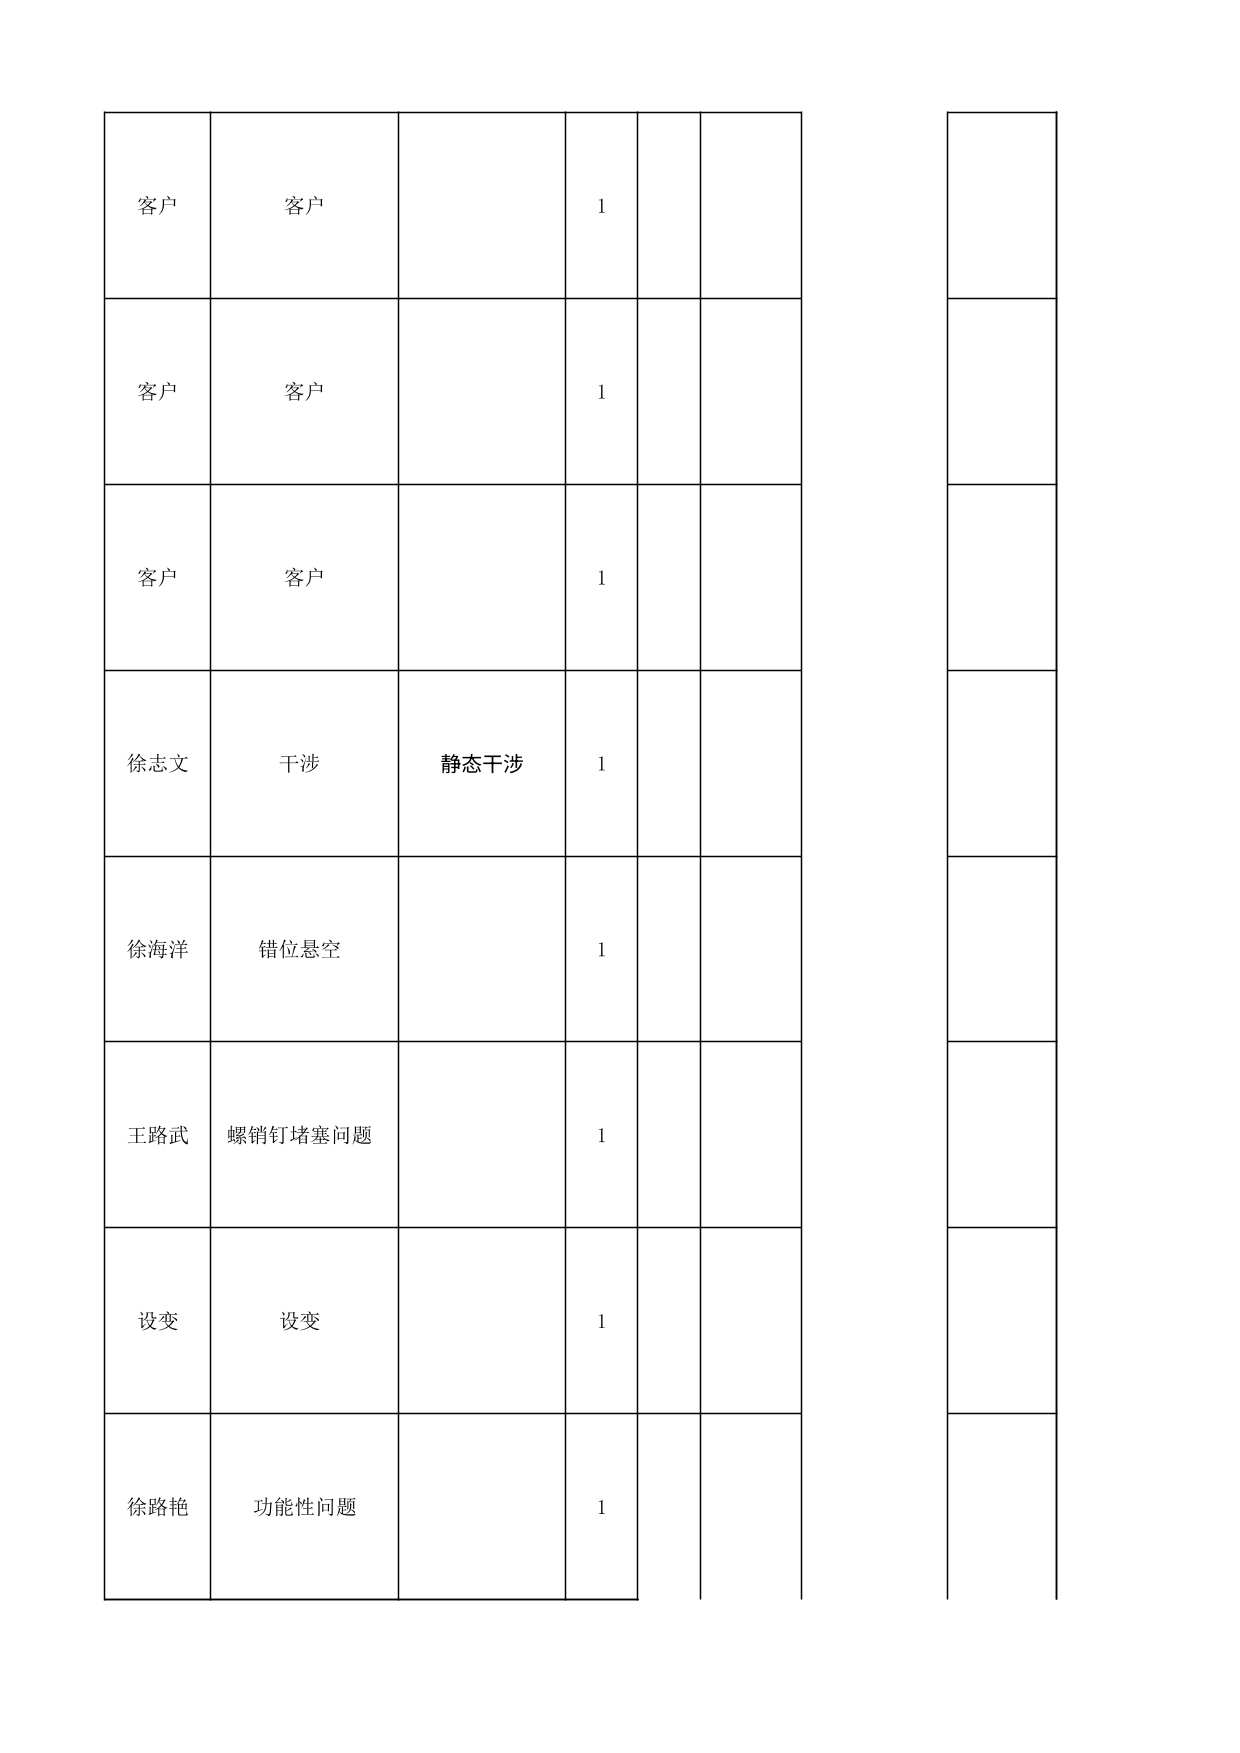 客户 客户 1
客户 客户 1
客户 客户 1
徐志文 干涉 静态干涉 1
徐海洋 错位悬空 1
王路武 螺销钉堵塞问题 1
设变 设变 1
徐路艳 功能性问题 1